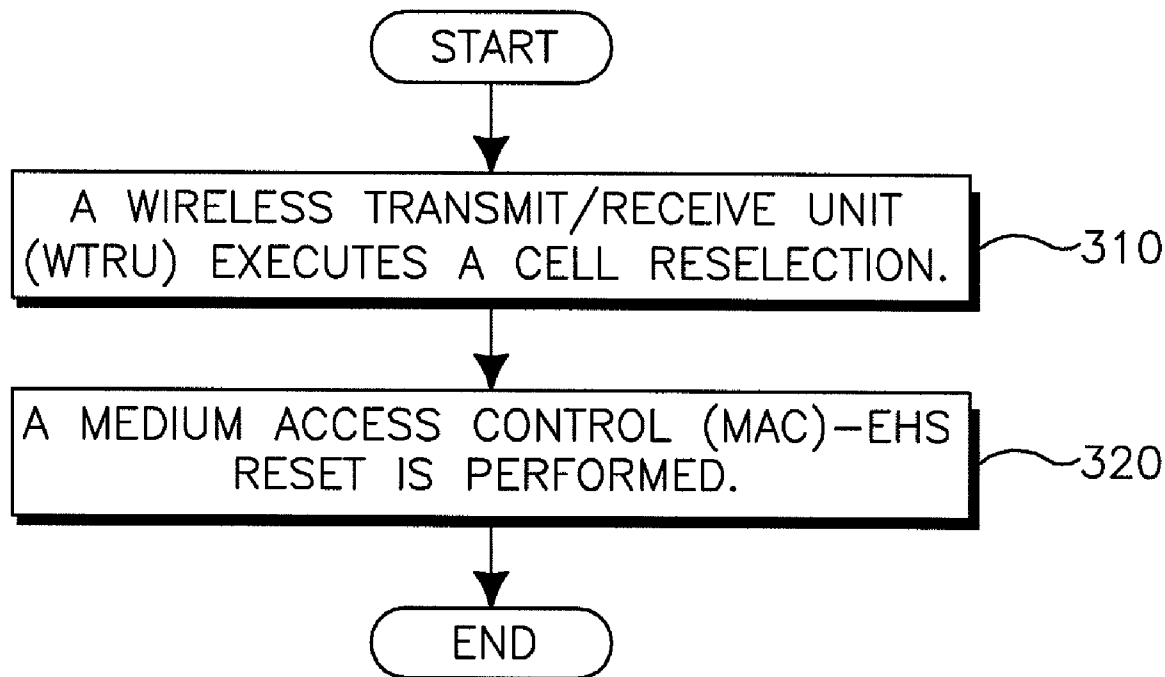 START
A WIRELESS TRANSMIT/RECEIVE UNIT
(WTRU) EXECUTES A CELL RESELECTION.
310
A MEDIUM ACCESS CONTROL (MAC)-EHS
RESET IS PERFORMED.
320
END